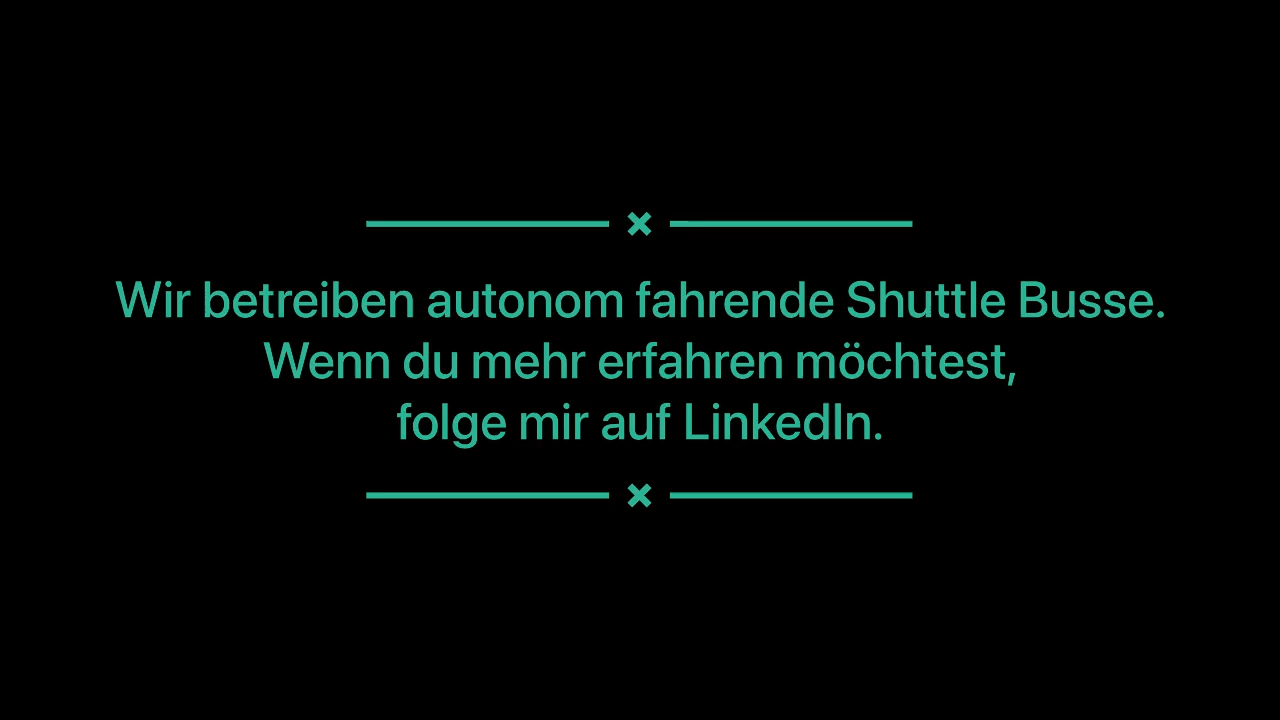 Wir betreiben autonom fahrende Shuttle Busse.
Wenn du mehr erfahren möchtest,
folge mir auf LinkedIn.